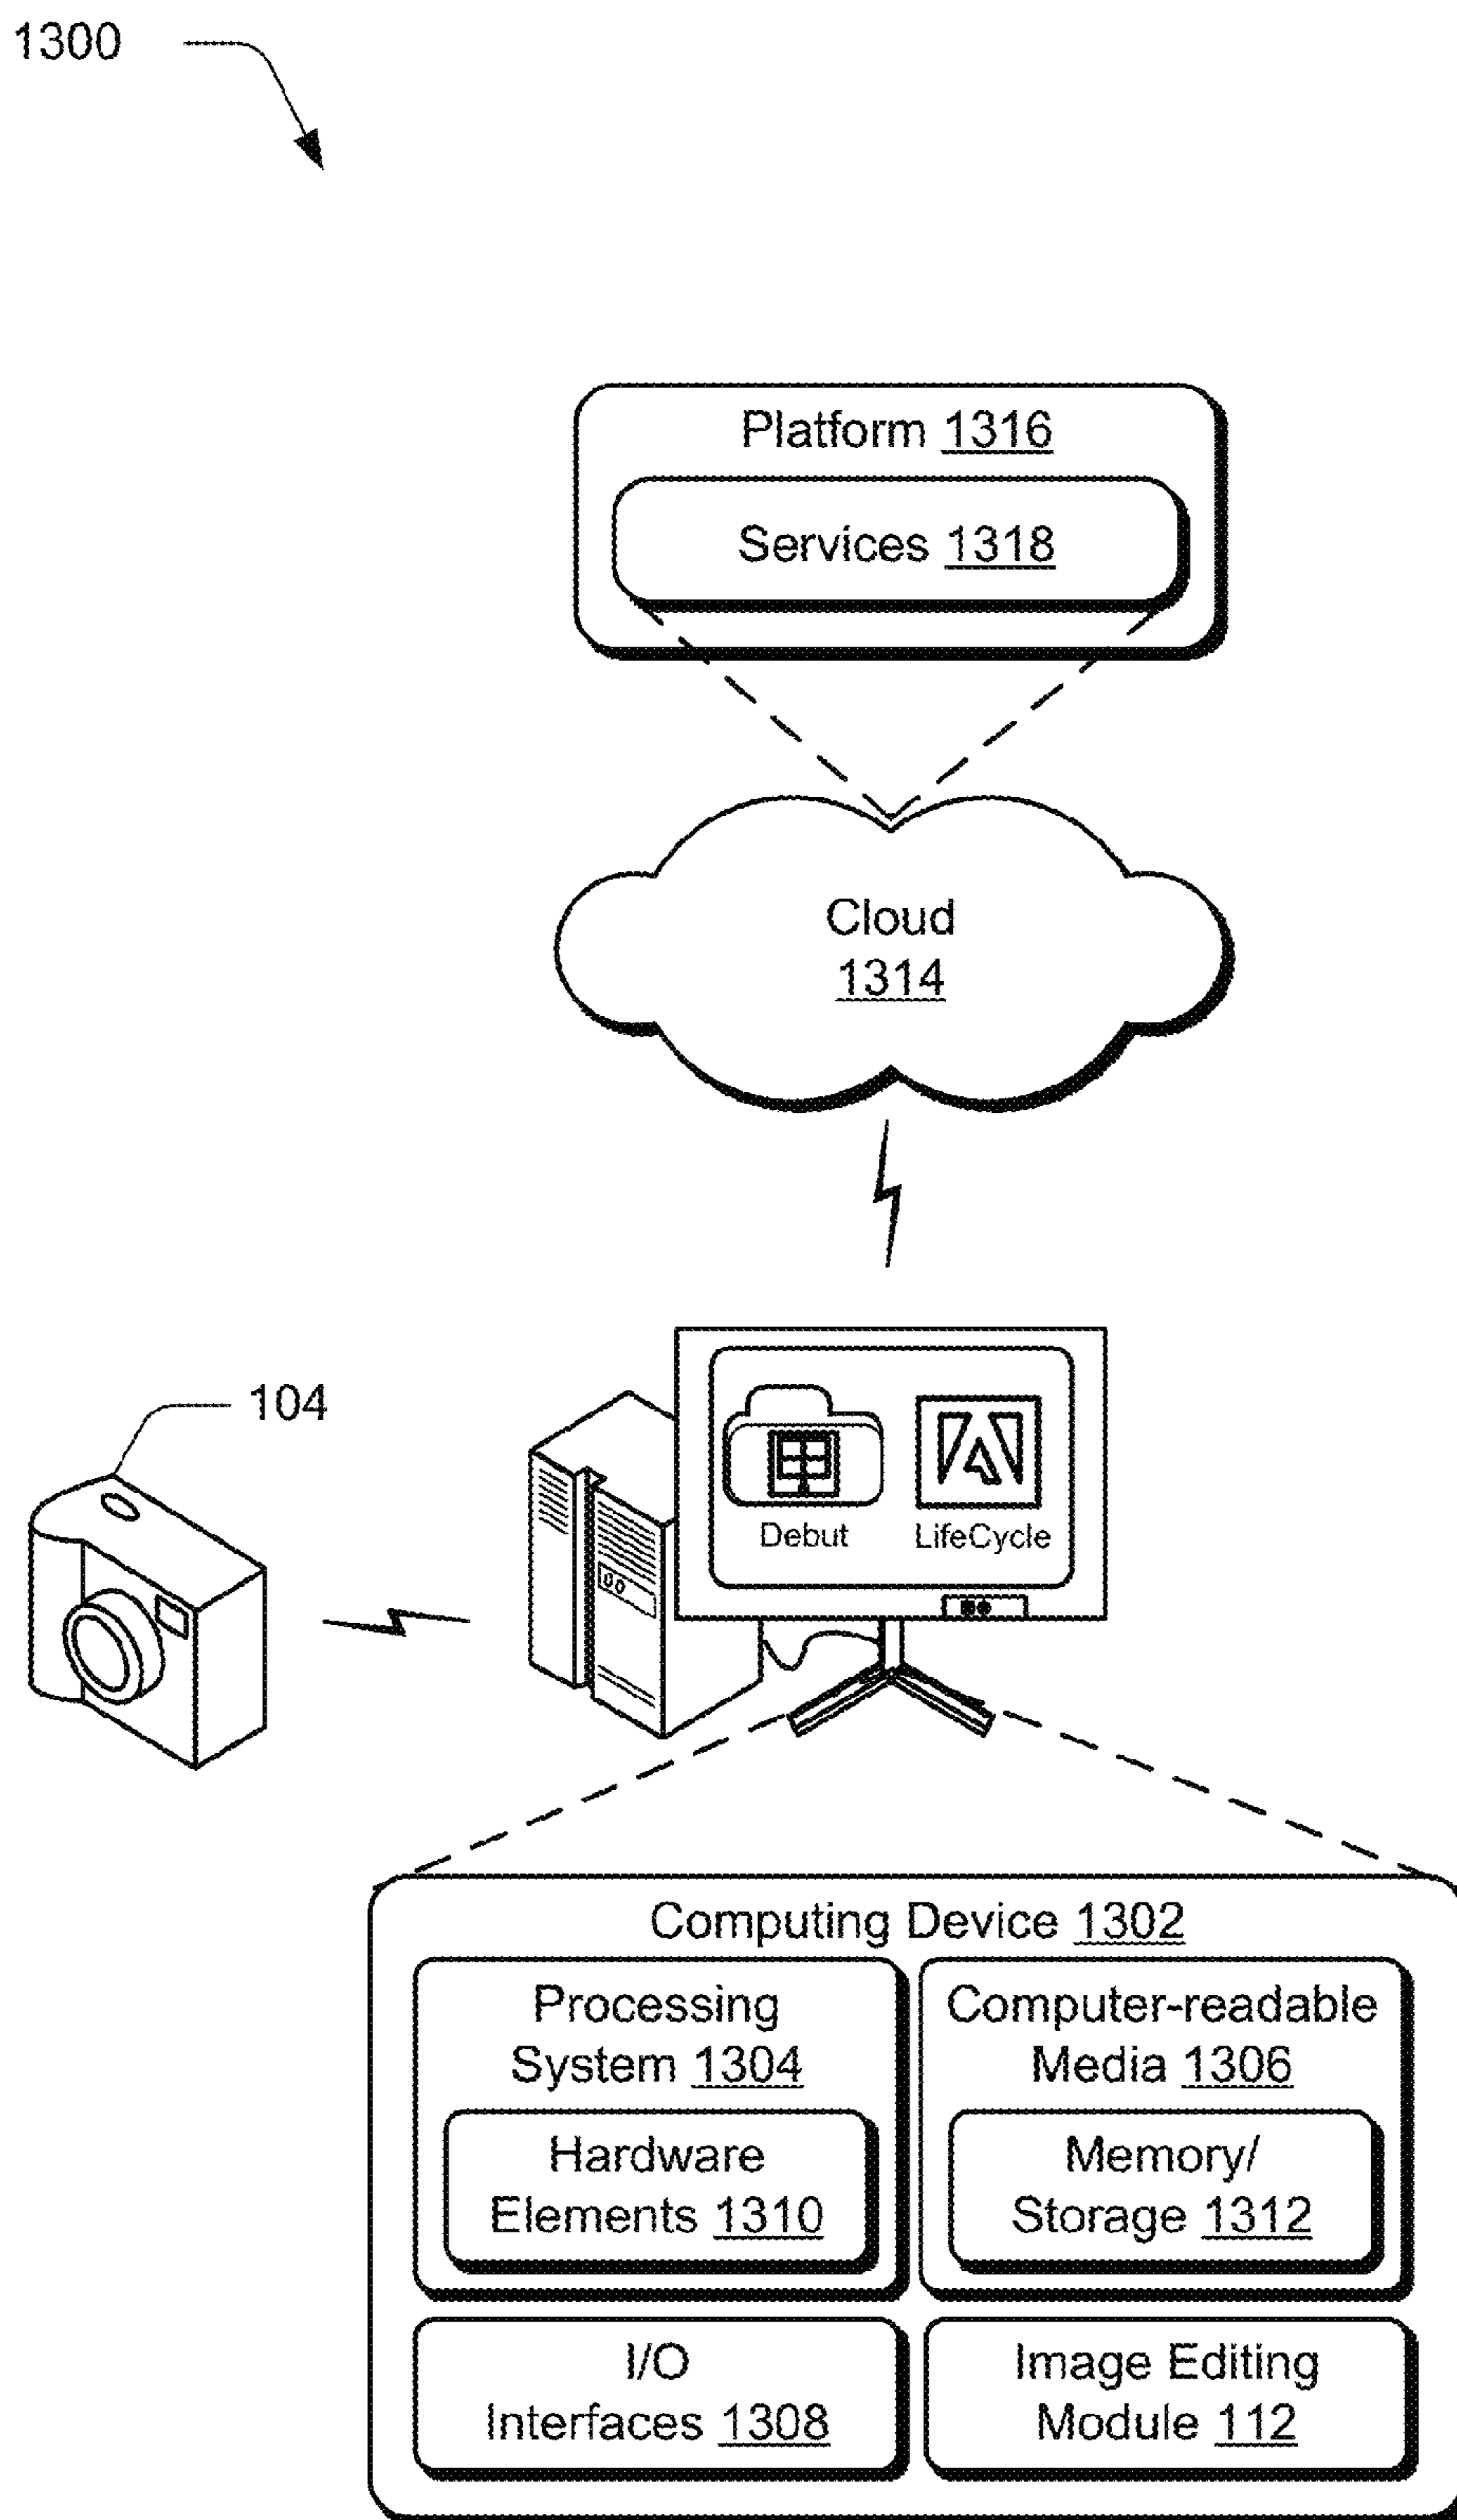 1300
Platform 1316
Services 1318
Cloud
1314
104
Debut
LifeCycle
Computing Device 1302
Processing
System 1304
Computer-readable
Media 1306
Hardware
Elements 1310
Memory/
Storage 1312
I/O
Interfaces 1308
Image Editing
Module 112